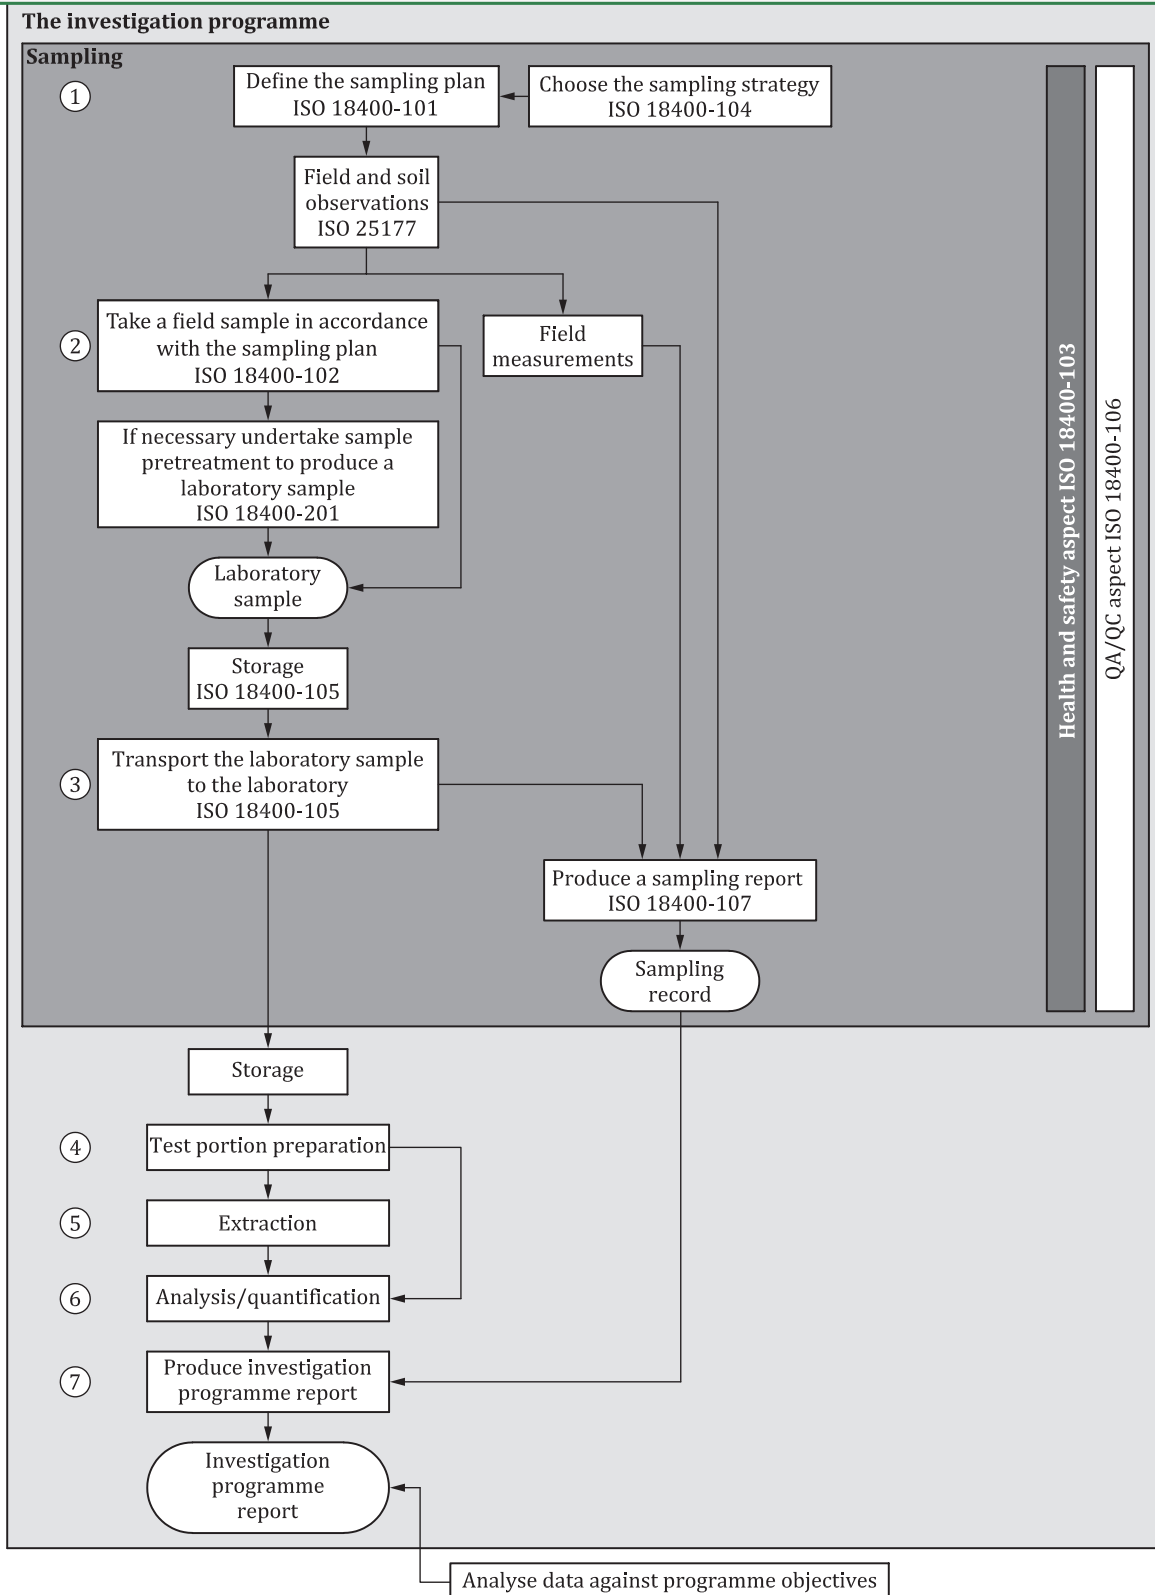 The investigation programme
Sampling
1
Define the sampling plan
ISO 18400-101
Choose the sampling strategy
ISO 18400-104
Field and soil
observations
ISO 25177
2
Take a field sample in accordance
with the sampling plan
ISO 18400-102
Field
measurements
If necessary undertake sample
pretreatment to produce a
laboratory sample
ISO 18400-201
Laboratory
sample
Storage
ISO 18400-105
3
Transport the laboratory sample
to the laboratory
ISO 18400-105
Produce a sampling report
ISO 18400-107
Sampling
record
Health and safety aspect ISO 18400-103
QA/QC aspect ISO 18400-106
Storage
4
Test portion preparation
5
Extraction
6
Analysis/quantification
7
Produce investigation
programme report
Investigation
programme
report
Analyse data against programme objectives